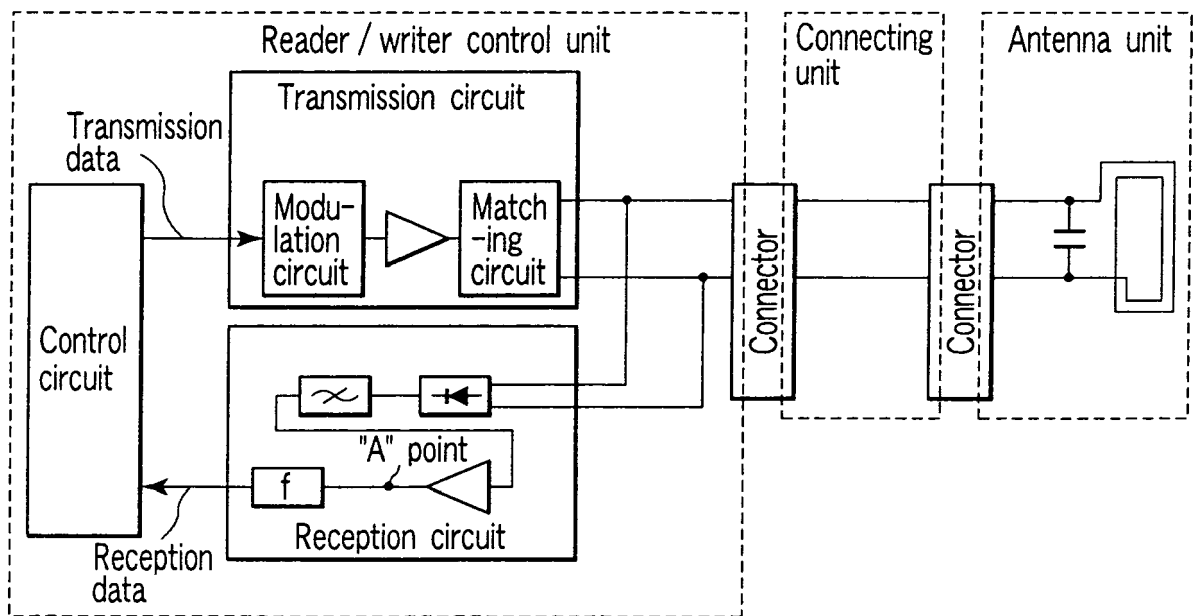 Reader / writer control unit
Connecting
unit
Antenna unit
Transmission circuit
Transmission
data
Modu-
lation
circuit
Match
-ing
circuit
Connector
Connector
Control
circuit
"A" point
f
Reception circuit
Reception
data